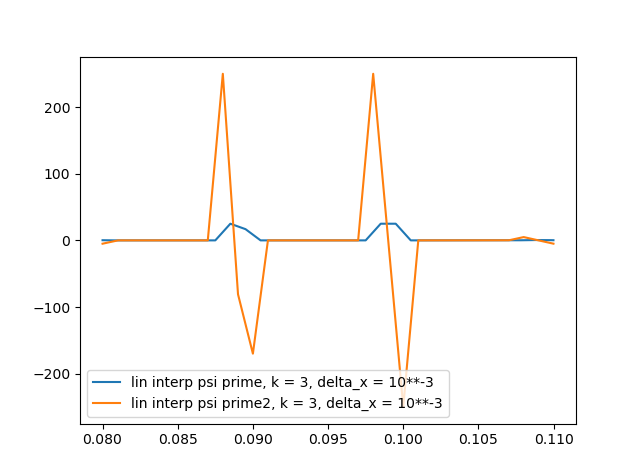 200
100
0
−100
−200
lin interp psi prime, k = 3, delta_x = 10**-3
lin interp psi prime2, k = 3, delta_x = 10**-3
0.080 0.085 0.090 0.095 0.100 0.105 0.110